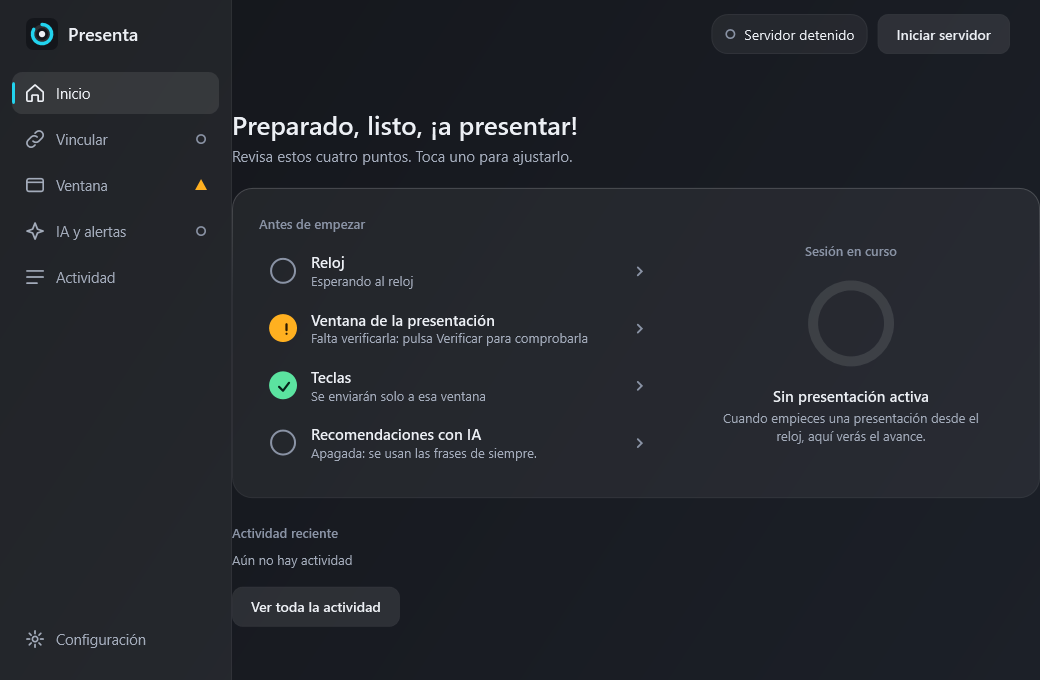 Presenta
Inicio
Vincular
Ventana
IA y alertas
Actividad
Configuración
Servidor detenido
Iniciar servidor
Preparado, listo, ¡a presentar!
Revisa estos cuatro puntos. Toca uno para ajustarlo.
Antes de empezar
Reloj
Esperando al reloj
Ventana de la presentación
Falta verificarla: pulsa Verificar para comprobarla
Teclas
Se enviarán solo a esa ventana
Recomendaciones con IA
Apagada: se usan las frases de siempre.
Sesión en curso
Sin presentación activa
Cuando empieces una presentación desde el
reloj, aquí verás el avance.
Actividad reciente
Aún no hay actividad
Ver toda la actividad